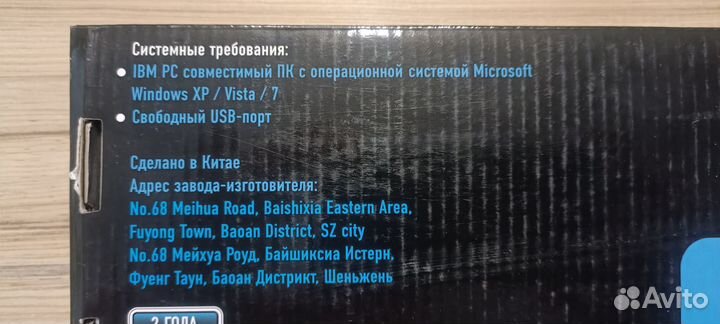 Системные требования:
IBM PC совместимый ПК с операционной системой Microsoft
Windows XP / Vista / 7
Свободный USB-порт
Сделано в Китае
Адрес завода-изготовителя:
No.68 Meihua Road, Baishixia Eastern Area,
Fuyong Town, Baoan District, SZ city
No.68 Мейхуа Роуд, Байшиксиа Истерн,
Фуенг Таун, Баоан Дистрикт, Шеньжень
2 ГОДА
Avito